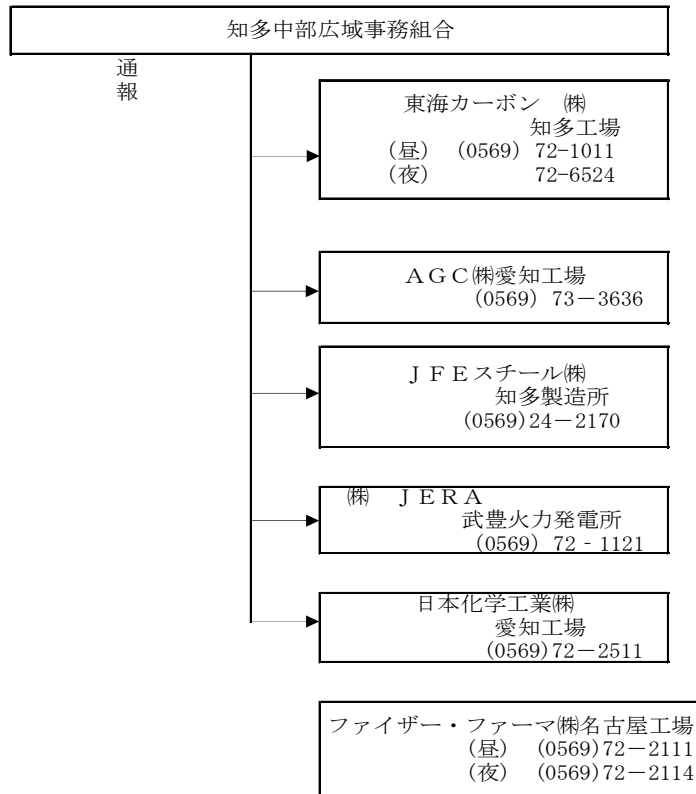 知多中部広域事務組合
通報
東海カーボン ㈱
知多工場
（昼） （0569）72-1011
（夜） 72-6524
ＡＧＣ㈱愛知工場
(0569) 73－3636
ＪＦＥスチール㈱
知多製造所
(0569)24－2170
㈱ ＪＥＲＡ
武豊火力発電所
(0569) 72‐1121
日本化学工業㈱
愛知工場
(0569)72－2511
ファイザー・ファーマ㈱名古屋工場
（昼） (0569)72－2111
（夜） (0569)72－2114